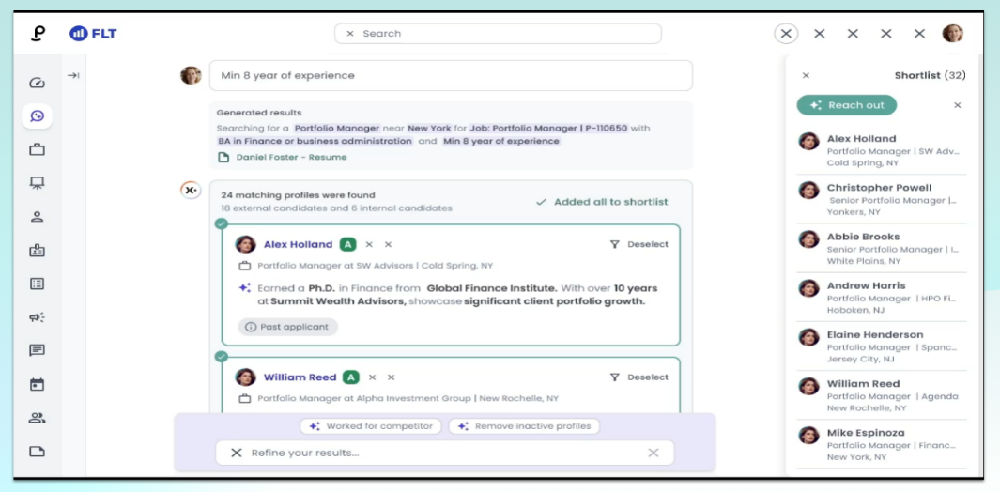 FLT
Search
Min 8 year of experience
Generated results
Searching for a Portfolio Manager near New York for Job: Portfolio Manager | P-110650 with
BA in Finance or business administration and Min 8 year of experience
Daniel Foster - Resume
24 matching profiles were found
18 external candidates and 6 internal candidates
Added all to shortlist
Alex Holland A
Deselect
Portfolio Manager at SW Advisors | Cold Spring, NY
Earned a Ph.D. in Finance from Global Finance Institute. With over 10 years
at Summit Wealth Advisors, showcase significant client portfolio growth.
Past applicant
William Reed A
Deselect
Portfolio Manager at Alpha Investment Group | New Rochelle, NY
Worked for competitor
Remove inactive profiles
Refine your results...
Shortlist (32)
Reach out
Alex Holland
Portfolio Manager | SW Adv...
Cold Spring, NY
Christopher Powell
Senior Portfolio Manager |...
Yonkers, NY
Abbie Brooks
Senior Portfolio Manager | I...
White Plains, NY
Andrew Harris
Portfolio Manager | HPO Fi...
Hoboken, NJ
Elaine Henderson
Portfolio Manager | Spanc...
Jersey City, NJ
William Reed
Portfolio Manager | Agenda
New Rochelle, NY
Mike Espinoza
Portfolio Manager | Financ...
New York, NY